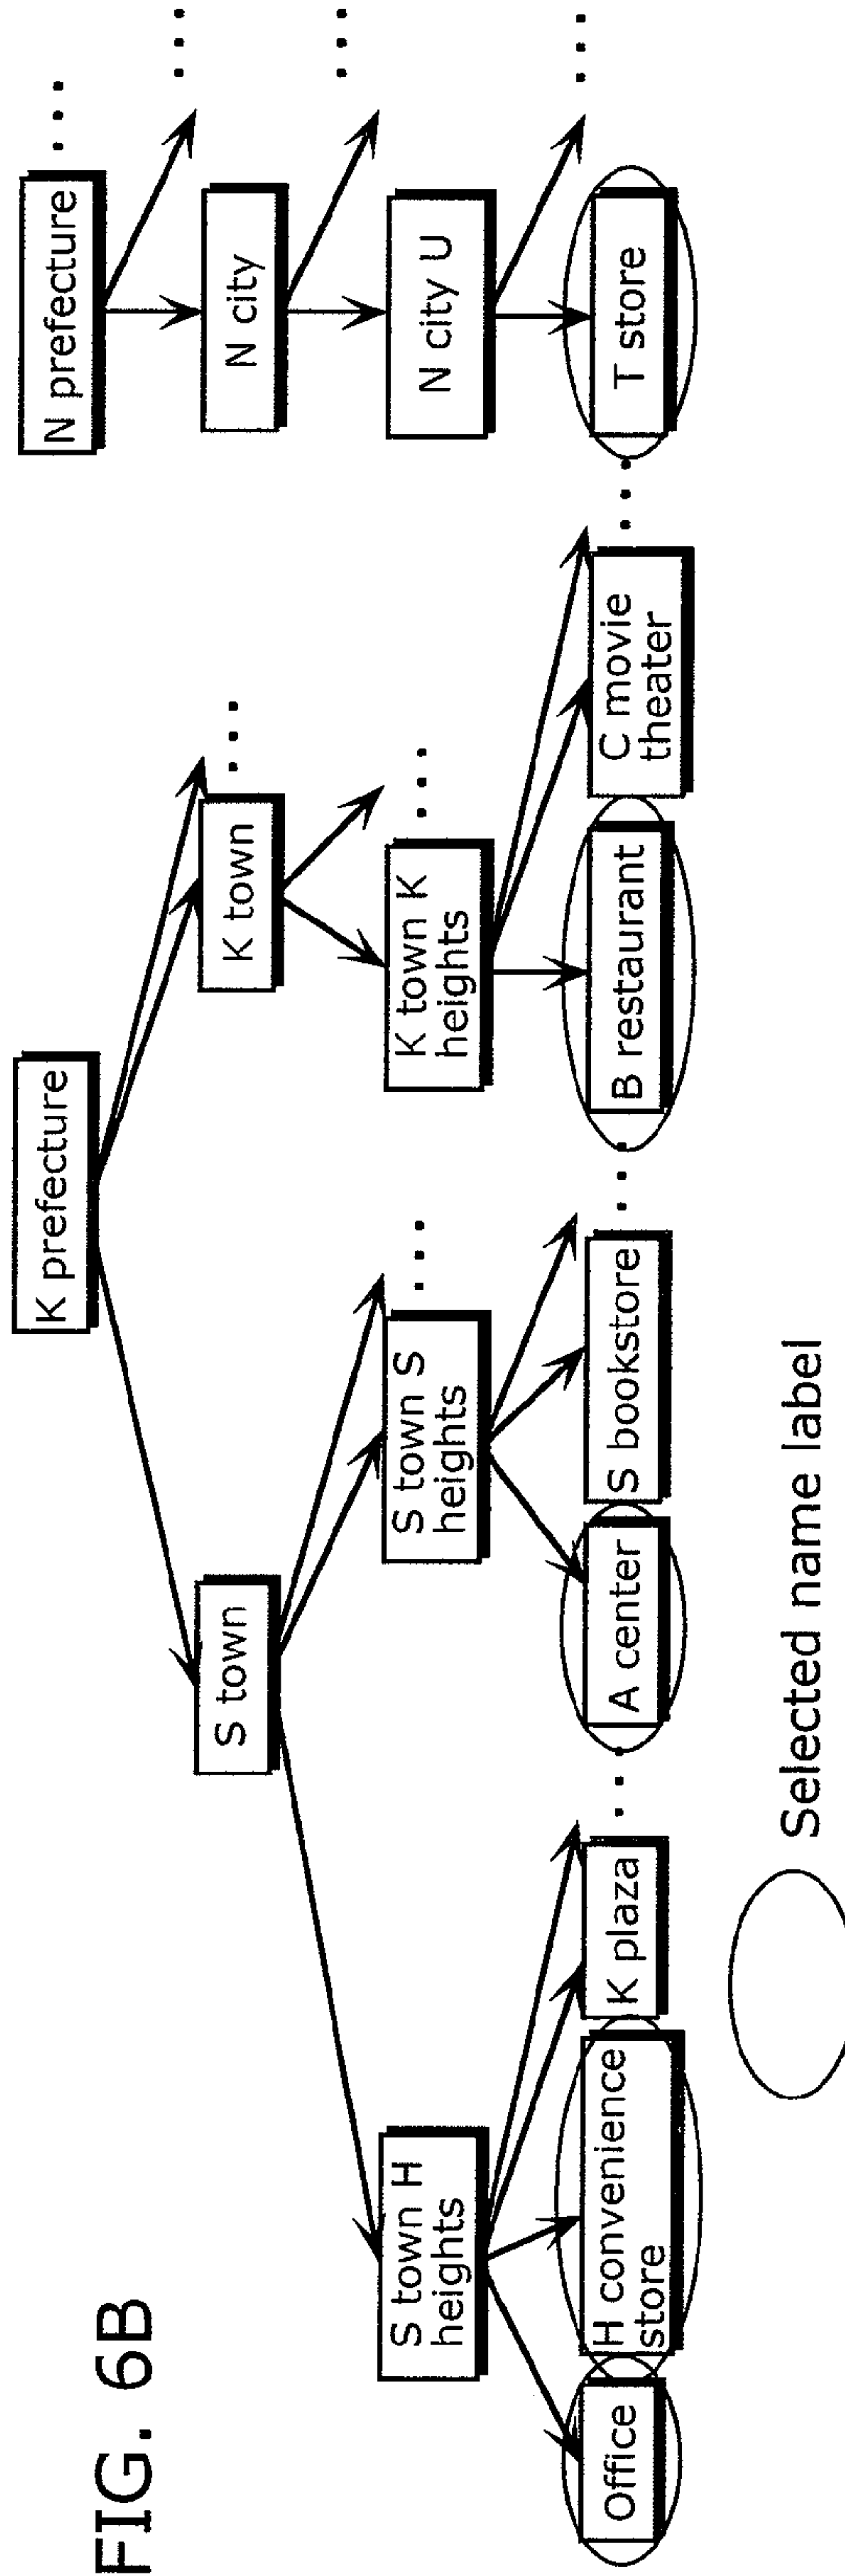 FIG. 6B
K prefecture
N prefecture
...
S town
K town
...
N city
...
S town H
heights
S town S
heights
...
K town K
heights
...
N city U
...
Office
H convenience
store
K plaza
...
A center
S bookstore
...
B restaurant
C movie
theater
...
T store
...
Selected name label